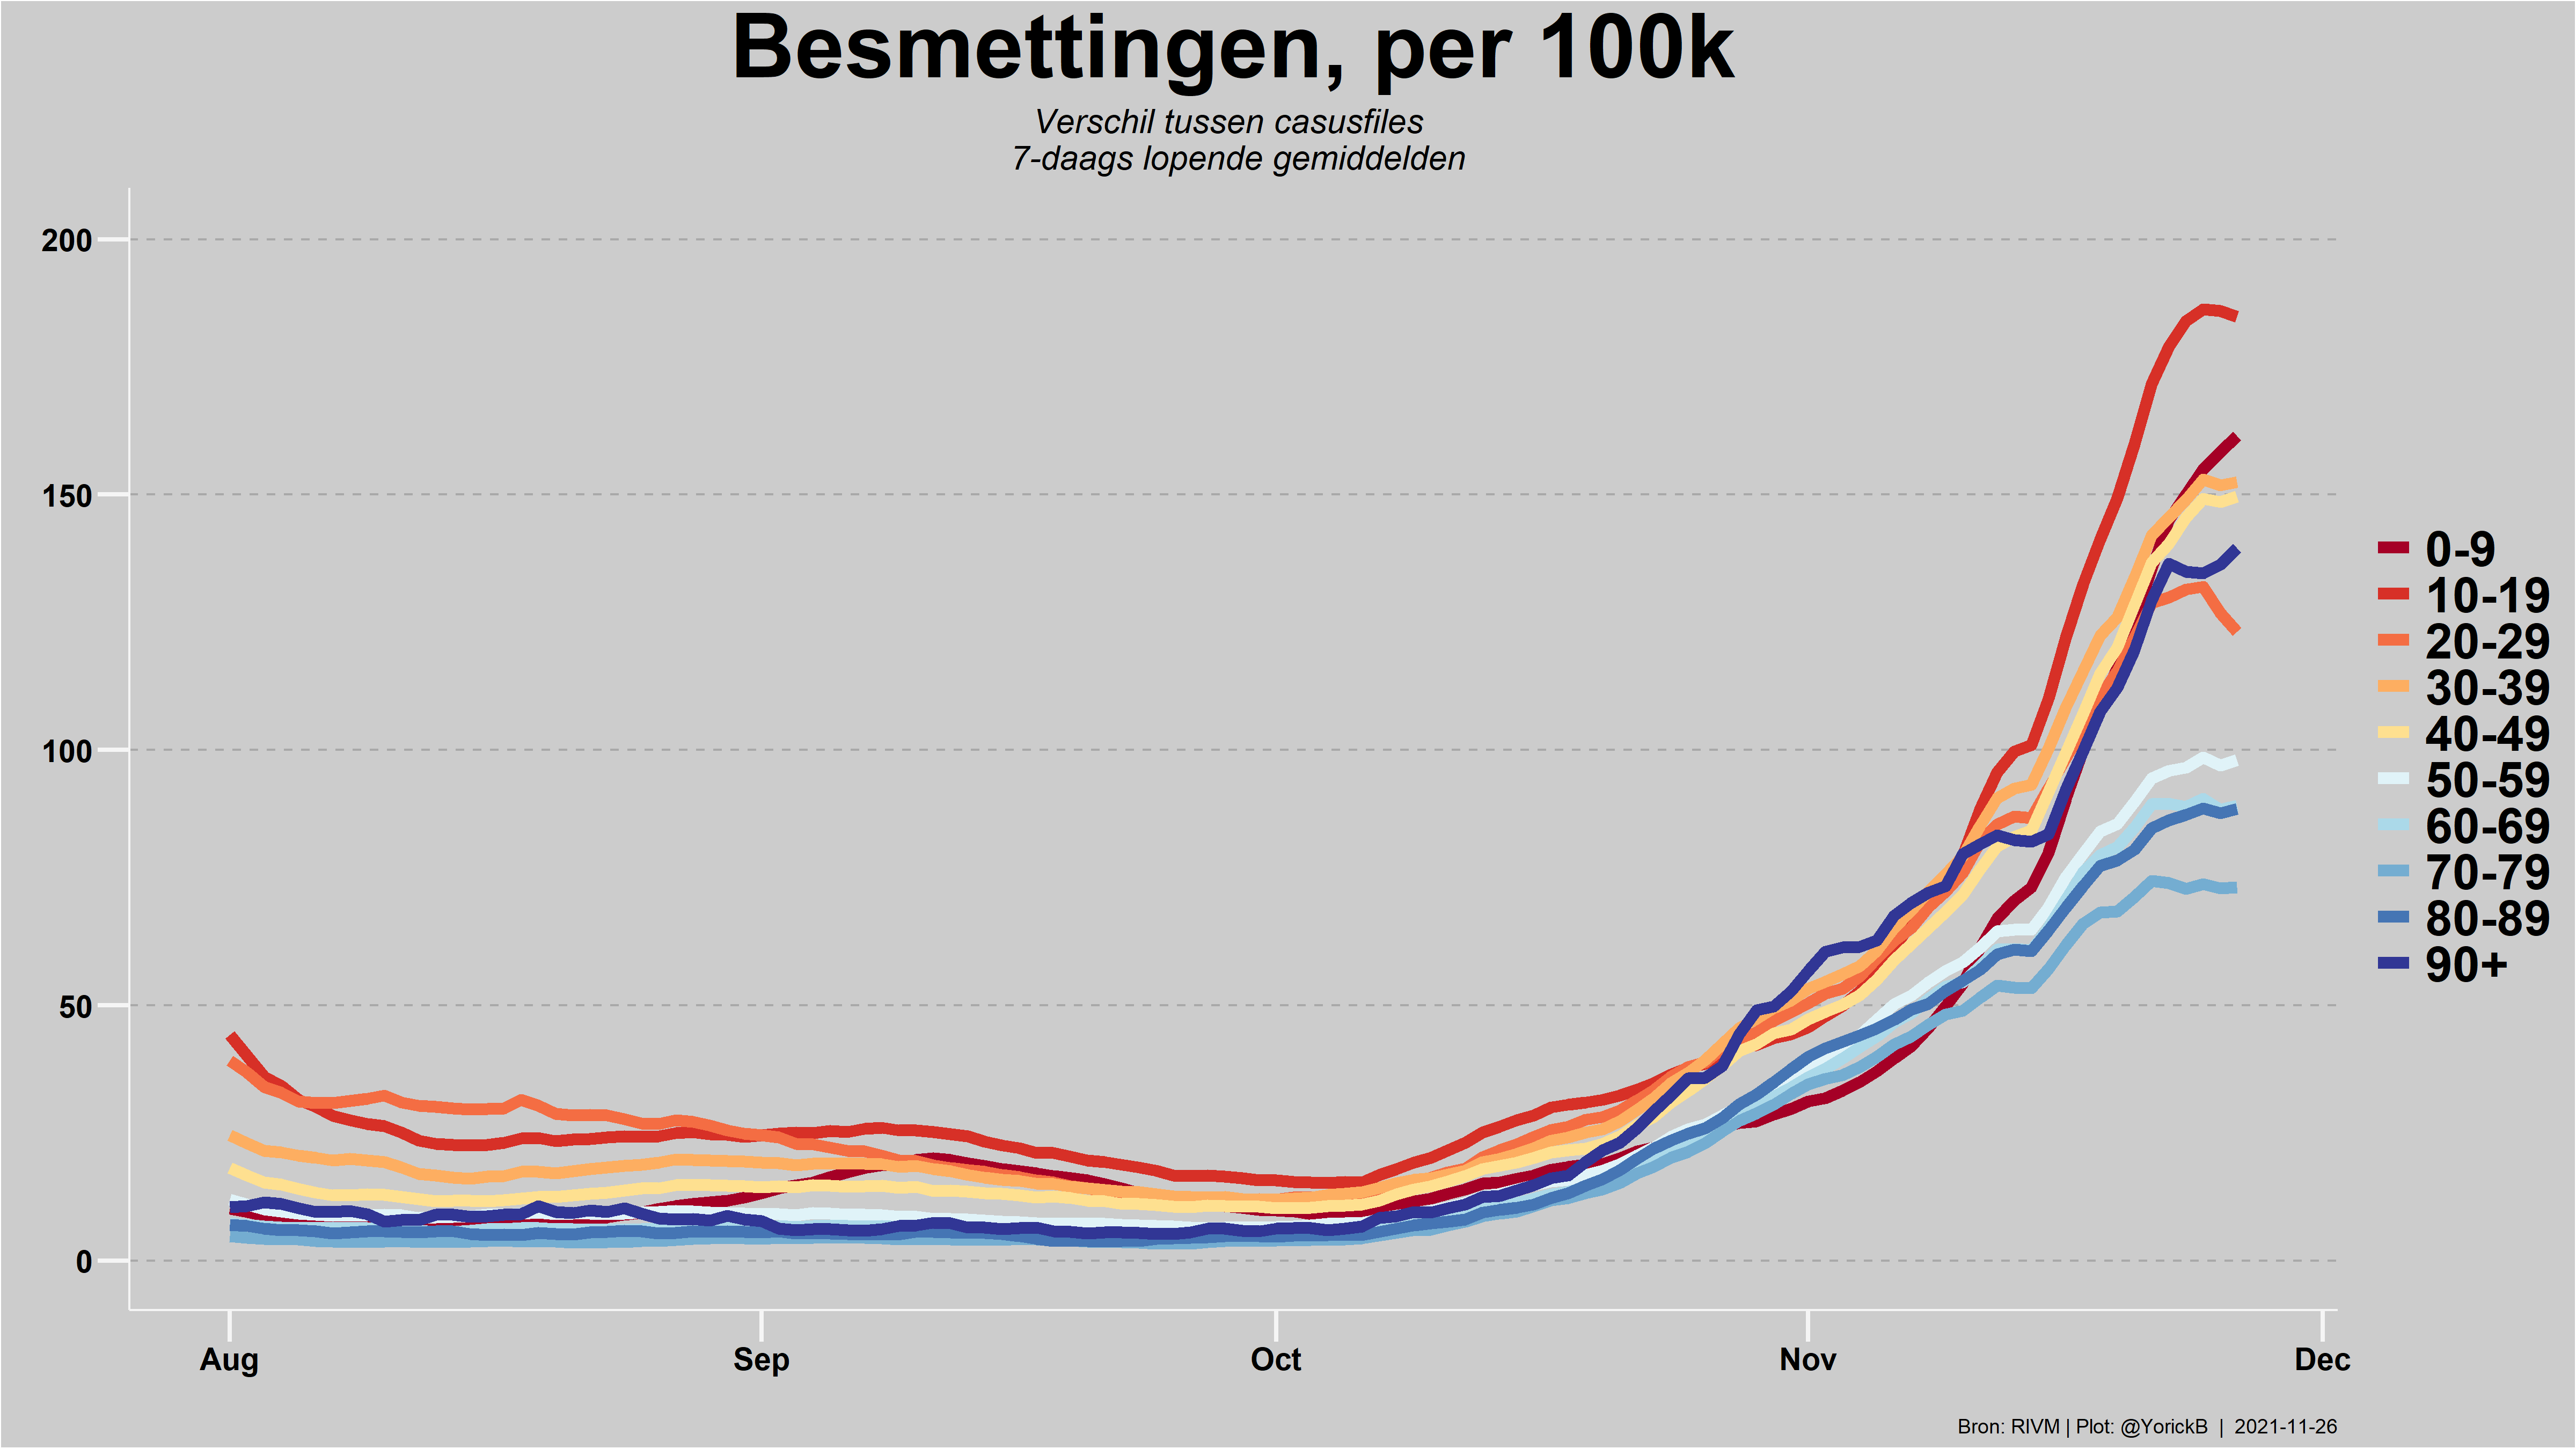 Besmettingen, per 100k
Verschil tussen casusfiles
7-daags lopende gemiddelden
200
150
100
50
0
Aug
Sep
Oct
Nov
Dec
0-9
10-19
20-29
30-39
40-49
50-59
60-69
70-79
80-89
90+
Bron: RIVM | Plot: @YorickB | 2021-11-26